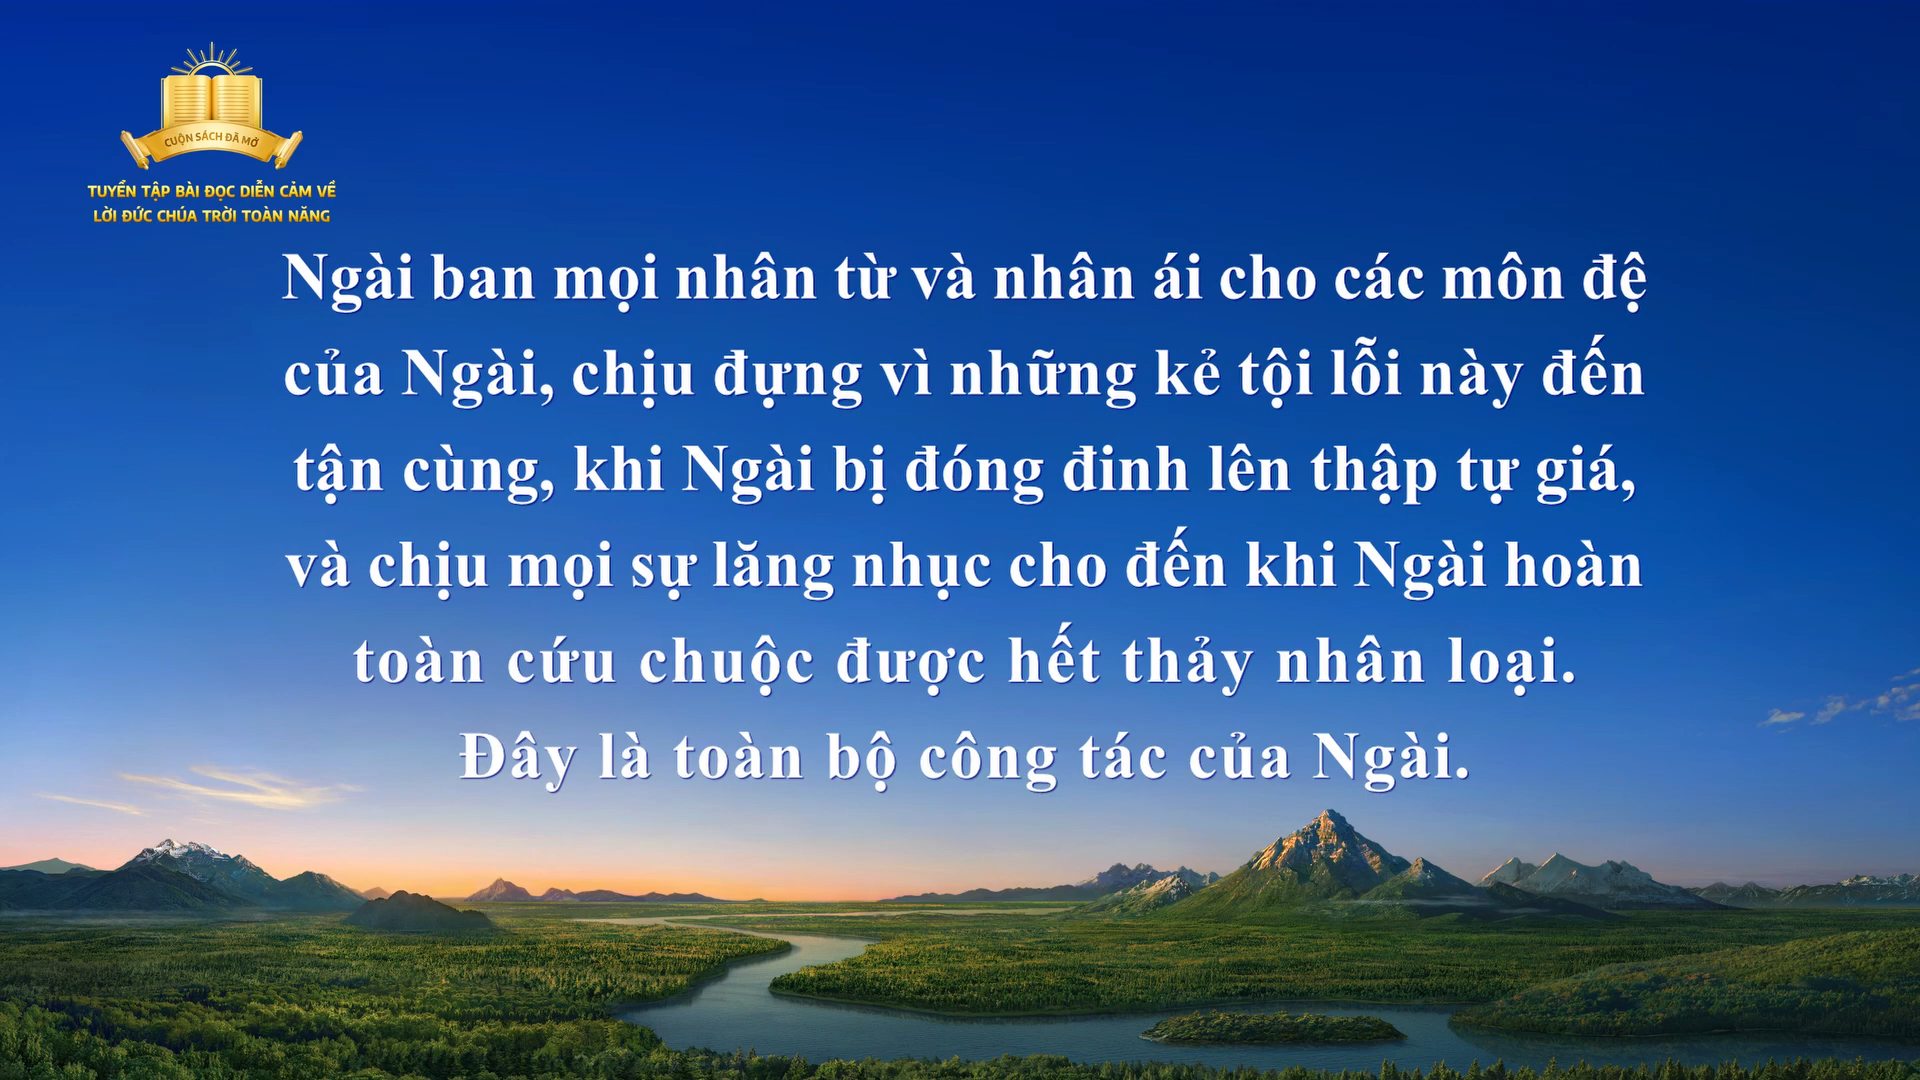 CUỘN SÁCH ĐÃ MỞ
TUYỂN TẬP BÀI ĐỌC DIỄN CẢM VỀ
LỜI ĐỨC CHÚA TRỜI TOÀN NĂNG
Ngài ban mọi nhân từ và nhân ái cho các môn đệ
của Ngài, chịu đựng vì những kẻ tội lỗi này đến
tận cùng, khi Ngài bị đóng đinh lên thập tự giá,
và chịu mọi sự lăng nhục cho đến khi Ngài hoàn
toàn cứu chuộc được hết thảy nhân loại.
Đây là toàn bộ công tác của Ngài.